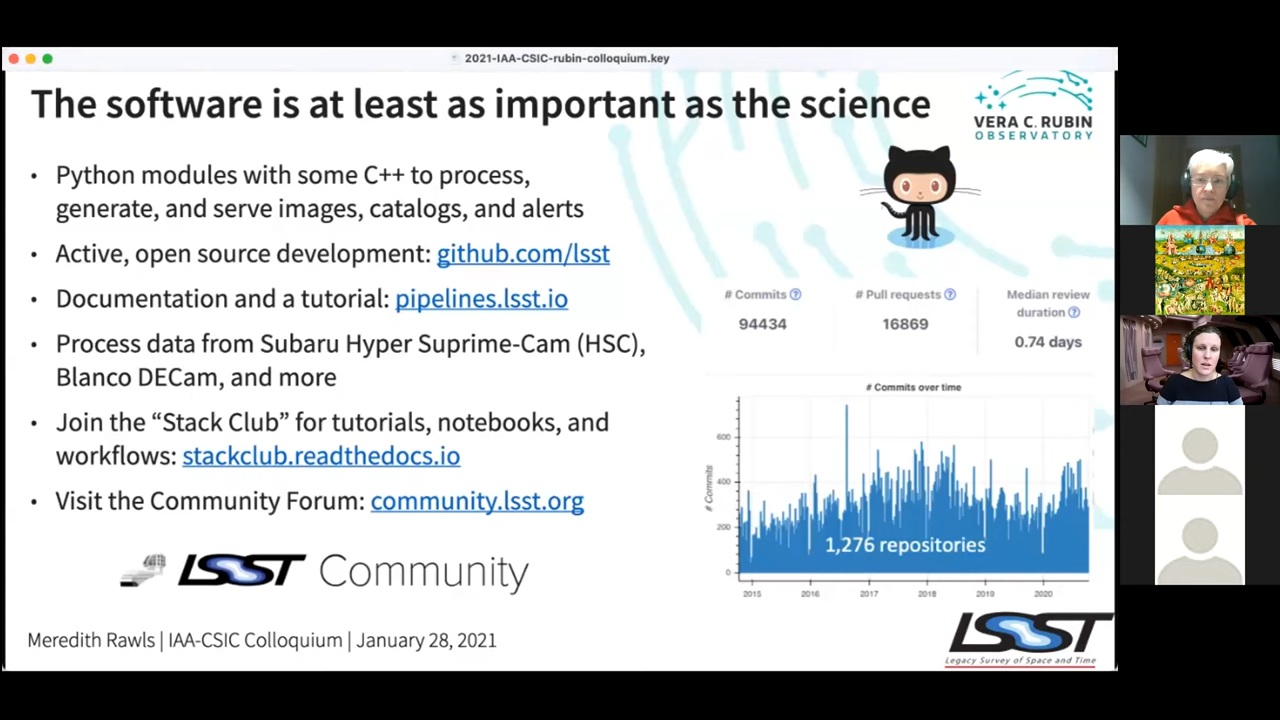 2021-IAA-CSIC-rubin-colloquium.key
The software is at least as important as the science
VERA C. RUBIN
OBSERVATORY
• Python modules with some C++ to process,
generate, and serve images, catalogs, and alerts
• Active, open source development: github.com/lsst
• Documentation and a tutorial: pipelines.lsst.io
• Process data from Subaru Hyper Suprime-Cam (HSC),
Blanco DECam, and more
• Join the “Stack Club” for tutorials, notebooks, and
workflows: stackclub.readthedocs.io
• Visit the Community Forum: community.lsst.org
LSST Community
Meredith Rawls | IAA-CSIC Colloquium | January 28, 2021
# Commits ?
94434
# Pull requests ?
16869
Median review
duration ?
0.74 days
# Commits over time
# Commits
600
400
200
0
1,276 repositories
2015 2016 2017 2018 2019 2020
LSST
Legacy Survey of Space and Time